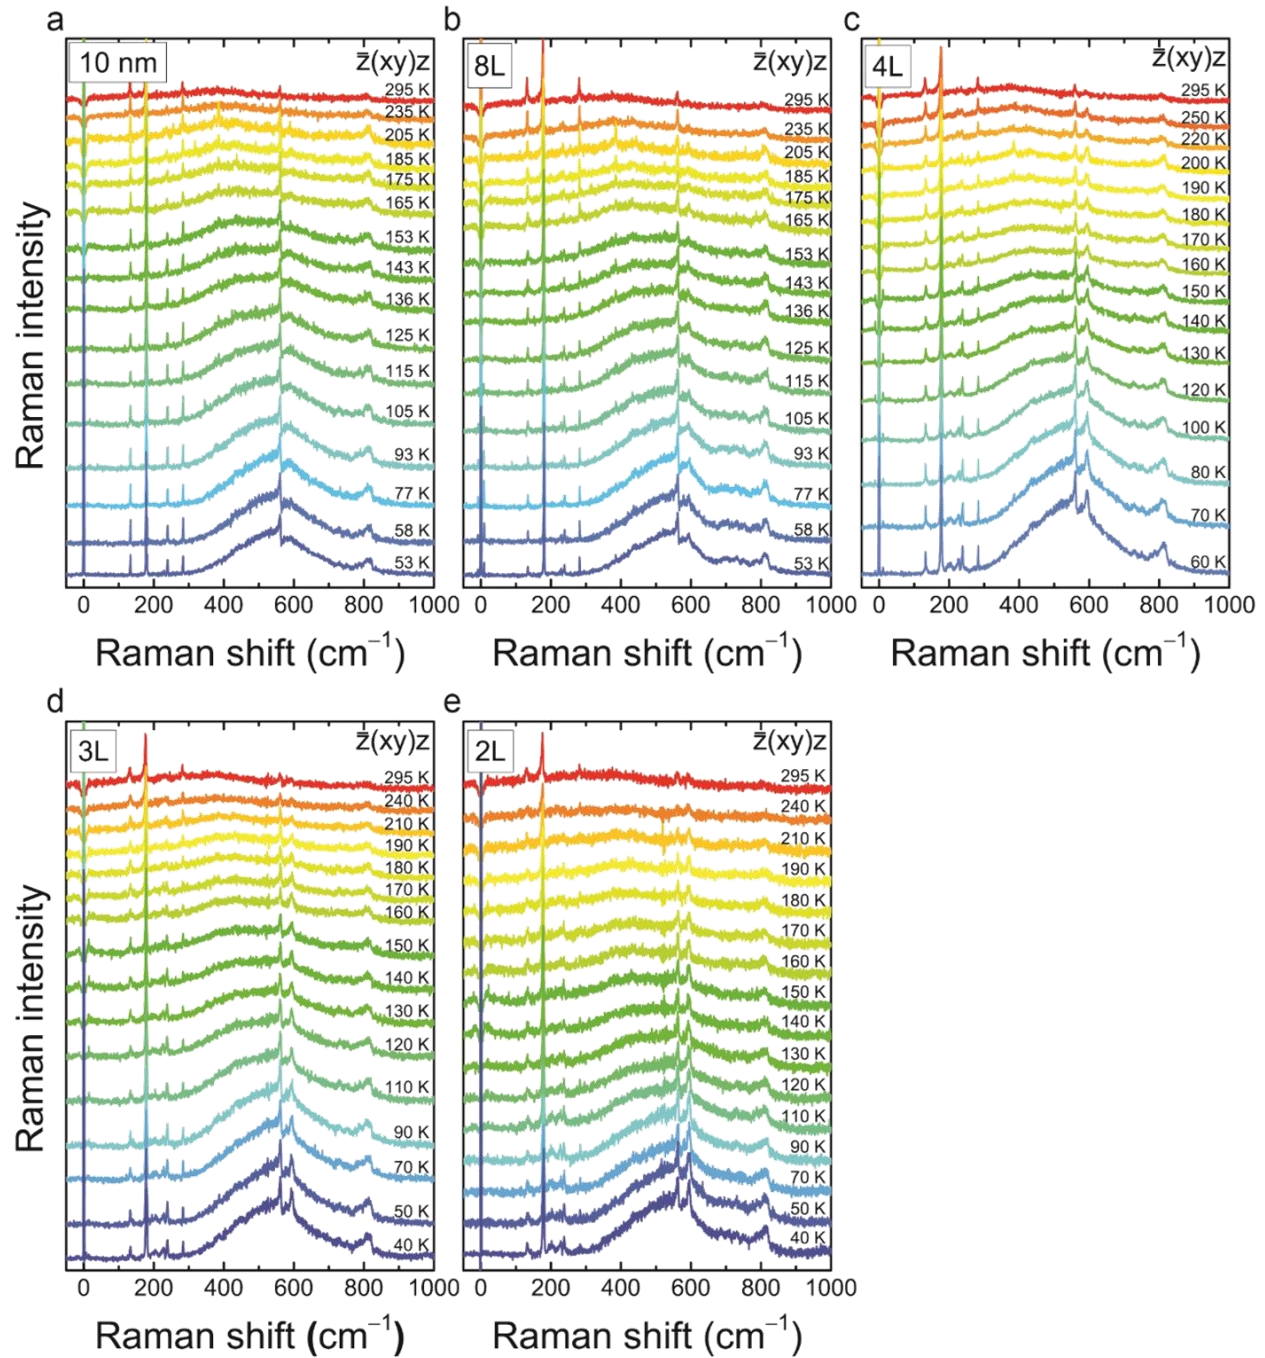 a
10 nm
z̄(xy)z
295 K
235 K
205 K
185 K
175 K
165 K
153 K
143 K
136 K
125 K
115 K
105 K
93 K
77 K
58 K
53 K
0 200 400 600 800 1000
Raman shift (cm⁻¹)
Raman intensity
b
8L
z̄(xy)z
295 K
235 K
205 K
185 K
175 K
165 K
153 K
143 K
136 K
125 K
115 K
105 K
93 K
77 K
58 K
53 K
0 200 400 600 800 1000
Raman shift (cm⁻¹)
c
4L
z̄(xy)z
295 K
250 K
220 K
200 K
190 K
180 K
170 K
160 K
150 K
140 K
130 K
120 K
100 K
80 K
70 K
60 K
0 200 400 600 800 1000
Raman shift (cm⁻¹)
d
3L
z̄(xy)z
295 K
240 K
210 K
190 K
180 K
170 K
160 K
150 K
140 K
130 K
120 K
110 K
90 K
70 K
50 K
40 K
0 200 400 600 800 1000
Raman shift (cm⁻¹)
Raman intensity
e
2L
z̄(xy)z
295 K
240 K
210 K
190 K
180 K
170 K
160 K
150 K
140 K
130 K
120 K
110 K
90 K
70 K
50 K
40 K
0 200 400 600 800 1000
Raman shift (cm⁻¹)